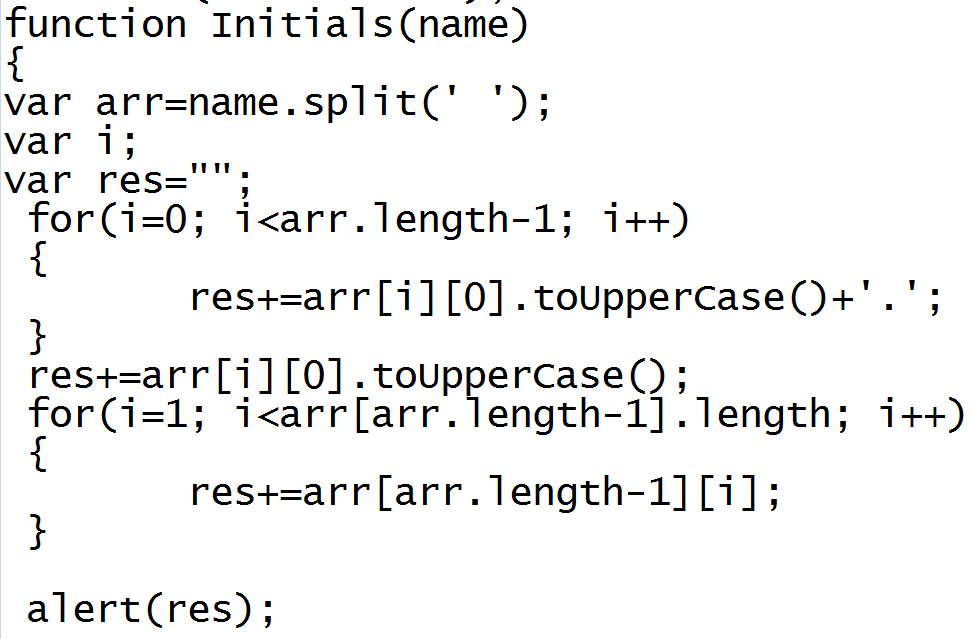 function Initials(name)
{
var arr=name.split(' ');
var i;
var res="";
for(i=0; i<arr.length-1; i++)
{
res+=arr[i][0].toUpperCase()+'.';
}
res+=arr[i][0].toUpperCase();
for(i=1; i<arr[arr.length-1].length; i++)
{
res+=arr[arr.length-1][i];
}
alert(res);